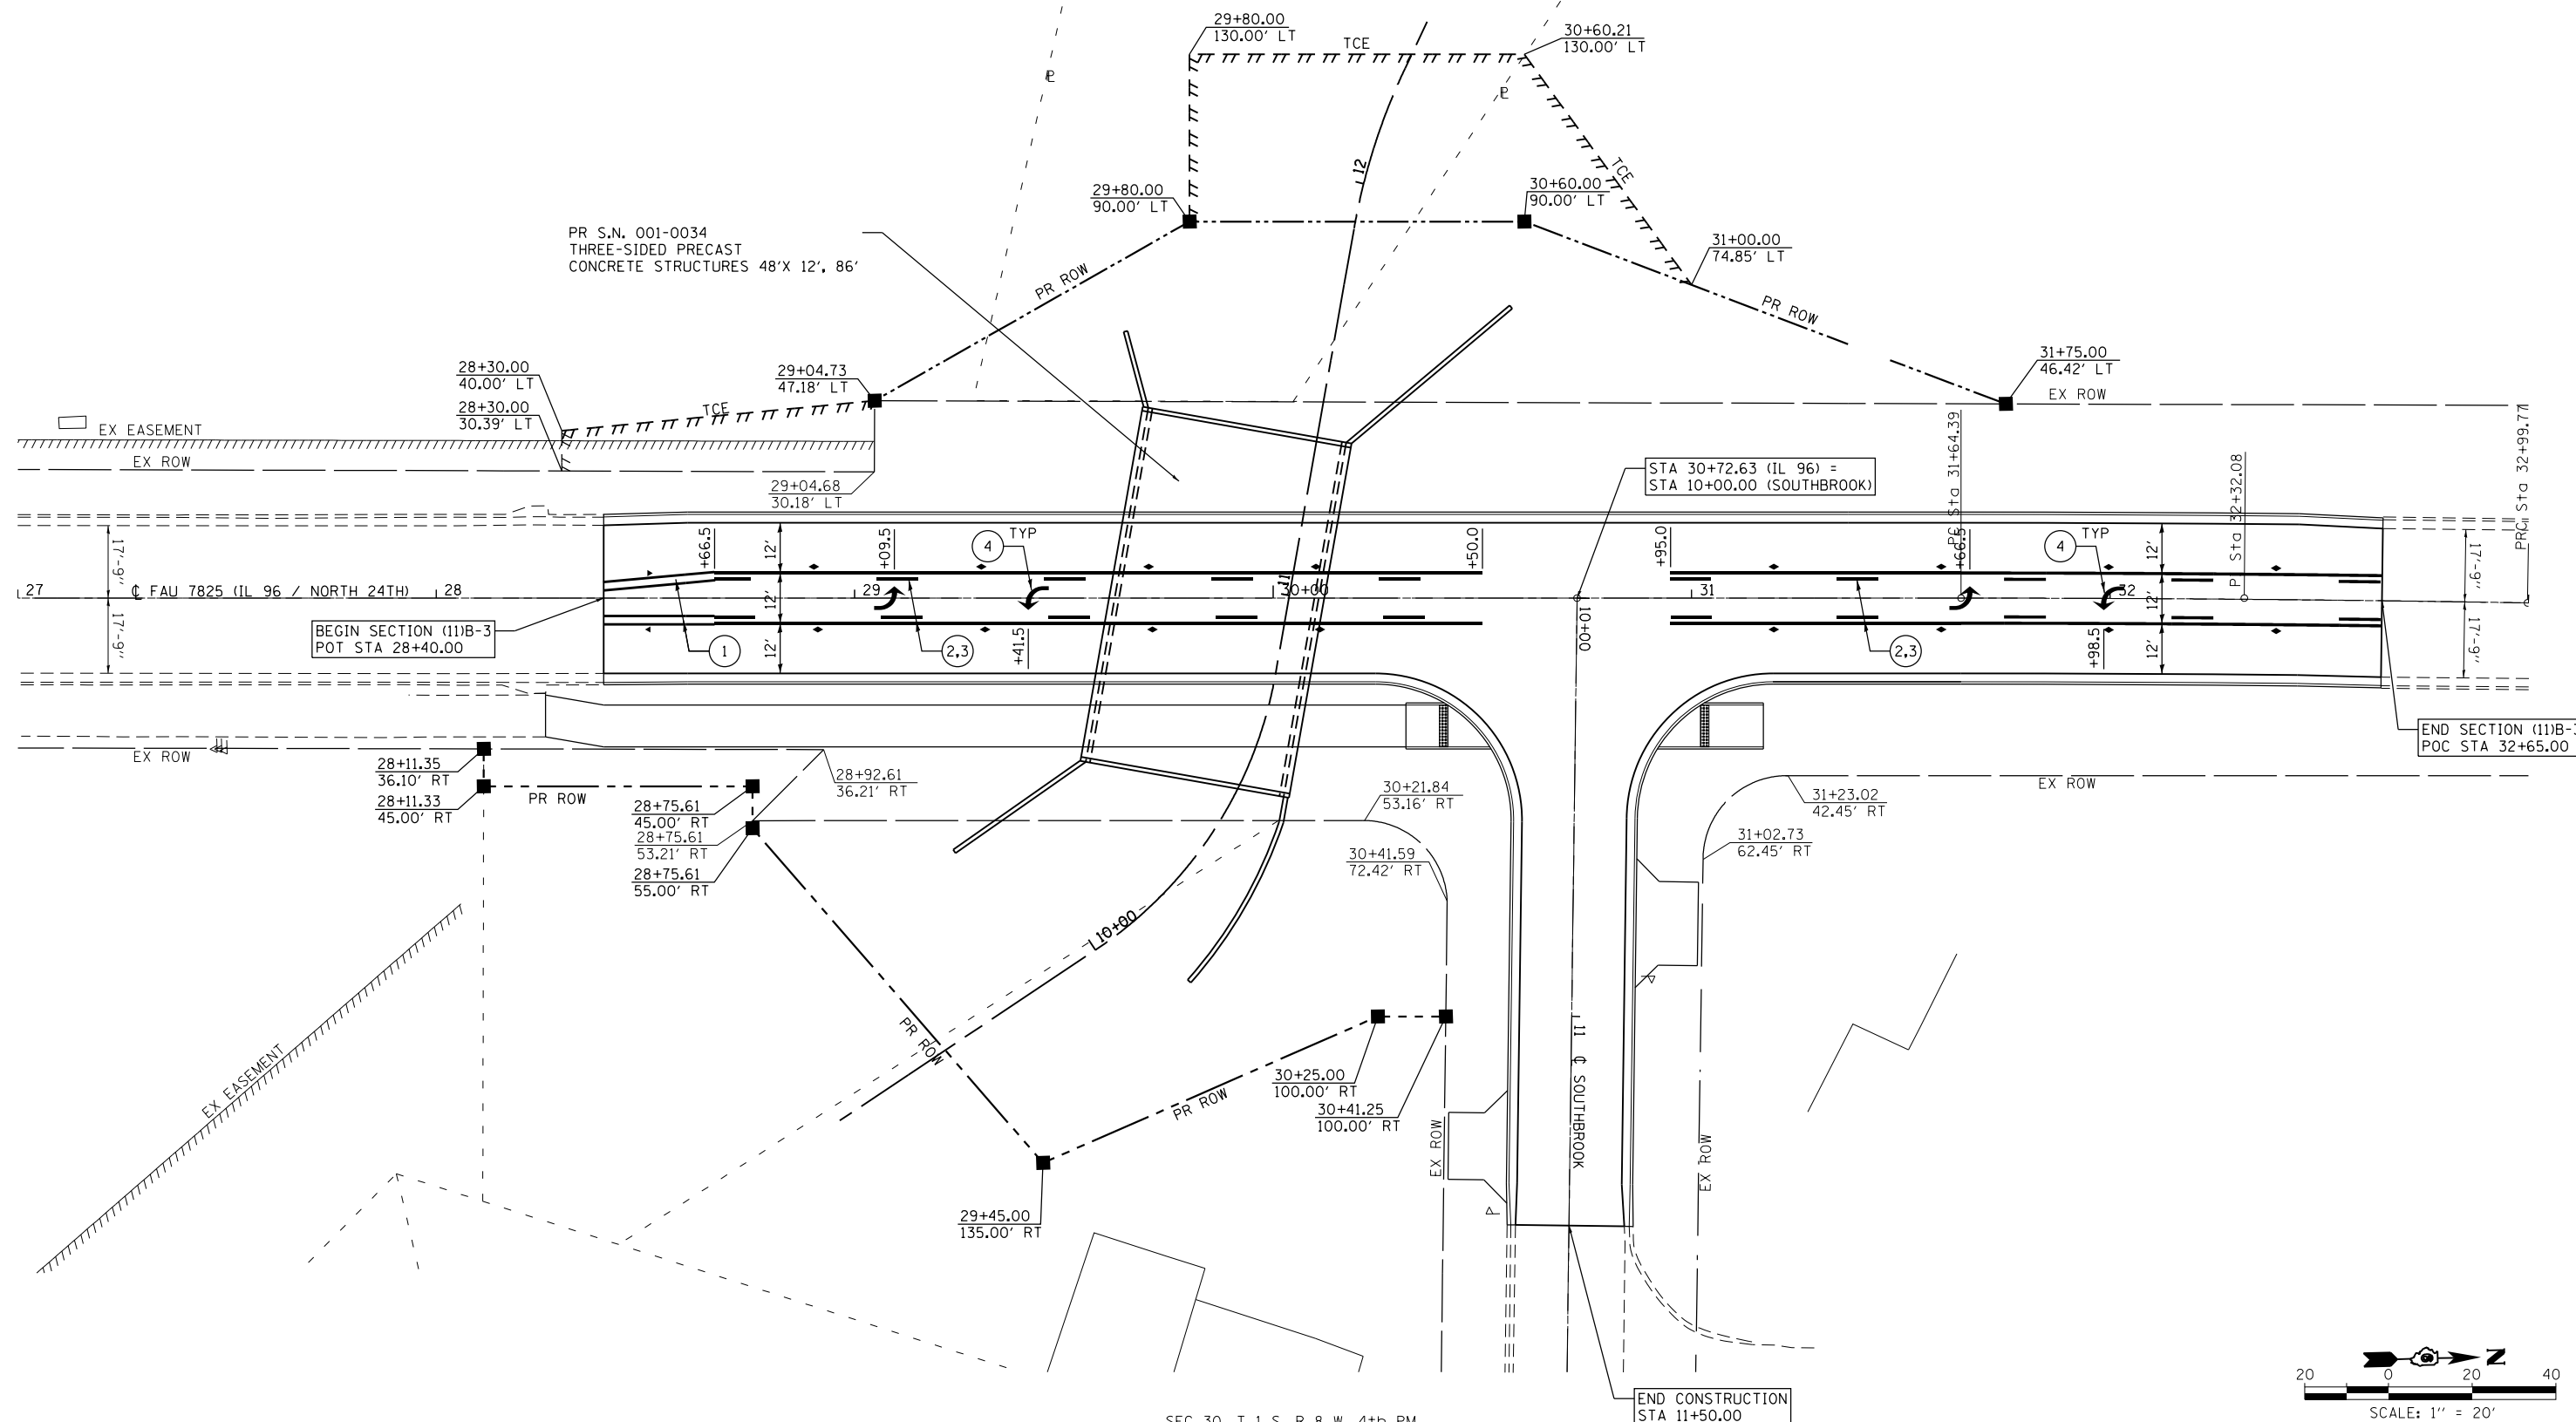 29+80.00
130.00' LT
TCE
30+60.21
130.00' LT
PL
PL
12
TCE
29+80.00
90.00' LT
30+60.00
90.00' LT
PR S.N. 001-0034
THREE-SIDED PRECAST
CONCRETE STRUCTURES 48'X 12', 86'
31+00.00
74.85' LT
PR ROW
PR ROW
28+30.00
40.00' LT
29+04.73
47.18' LT
31+75.00
46.42' LT
TCE
28+30.00
30.39' LT
EX ROW
EX EASEMENT
EX ROW
29+04.68
30.18' LT
STA 30+72.63 (IL 96) =
STA 10+00.00 (SOUTHBROOK)
PC Sta 31+64.39
P Sta 32+32.08
PRC Sta 32+99.77
17'-9"
+66.5
12'
+09.5
4
TYP
+50.0
+95.0
+66.5
4
TYP
12'
17'-9"
27
℄ FAU 7825 (IL 96 / NORTH 24TH)
28
12'
29
11
30+00
31
32
12'
17'-9"
BEGIN SECTION (11)B-3
POT STA 28+40.00
1
12'
2,3
+41.5
10+00
2,3
+98.5
12'
17'-9"
END SECTION (11)B-3
POC STA 32+65.00
EX ROW
28+11.35
36.10' RT
28+11.33
45.00' RT
PR ROW
28+92.61
36.21' RT
28+75.61
45.00' RT
28+75.61
53.21' RT
28+75.61
55.00' RT
30+21.84
53.16' RT
30+41.59
72.42' RT
31+23.02
42.45' RT
31+02.73
62.45' RT
EX ROW
10+00
PR ROW
EX EASEMENT
30+25.00
100.00' RT
30+41.25
100.00' RT
PR ROW
11 ℄ SOUTHBROOK
EX ROW
EX ROW
29+45.00
135.00' RT
END CONSTRUCTION
STA 11+50.00
SEC 30, T 1 S, R 8 W, 4th PM
N
20 0 20 40
SCALE: 1" = 20'